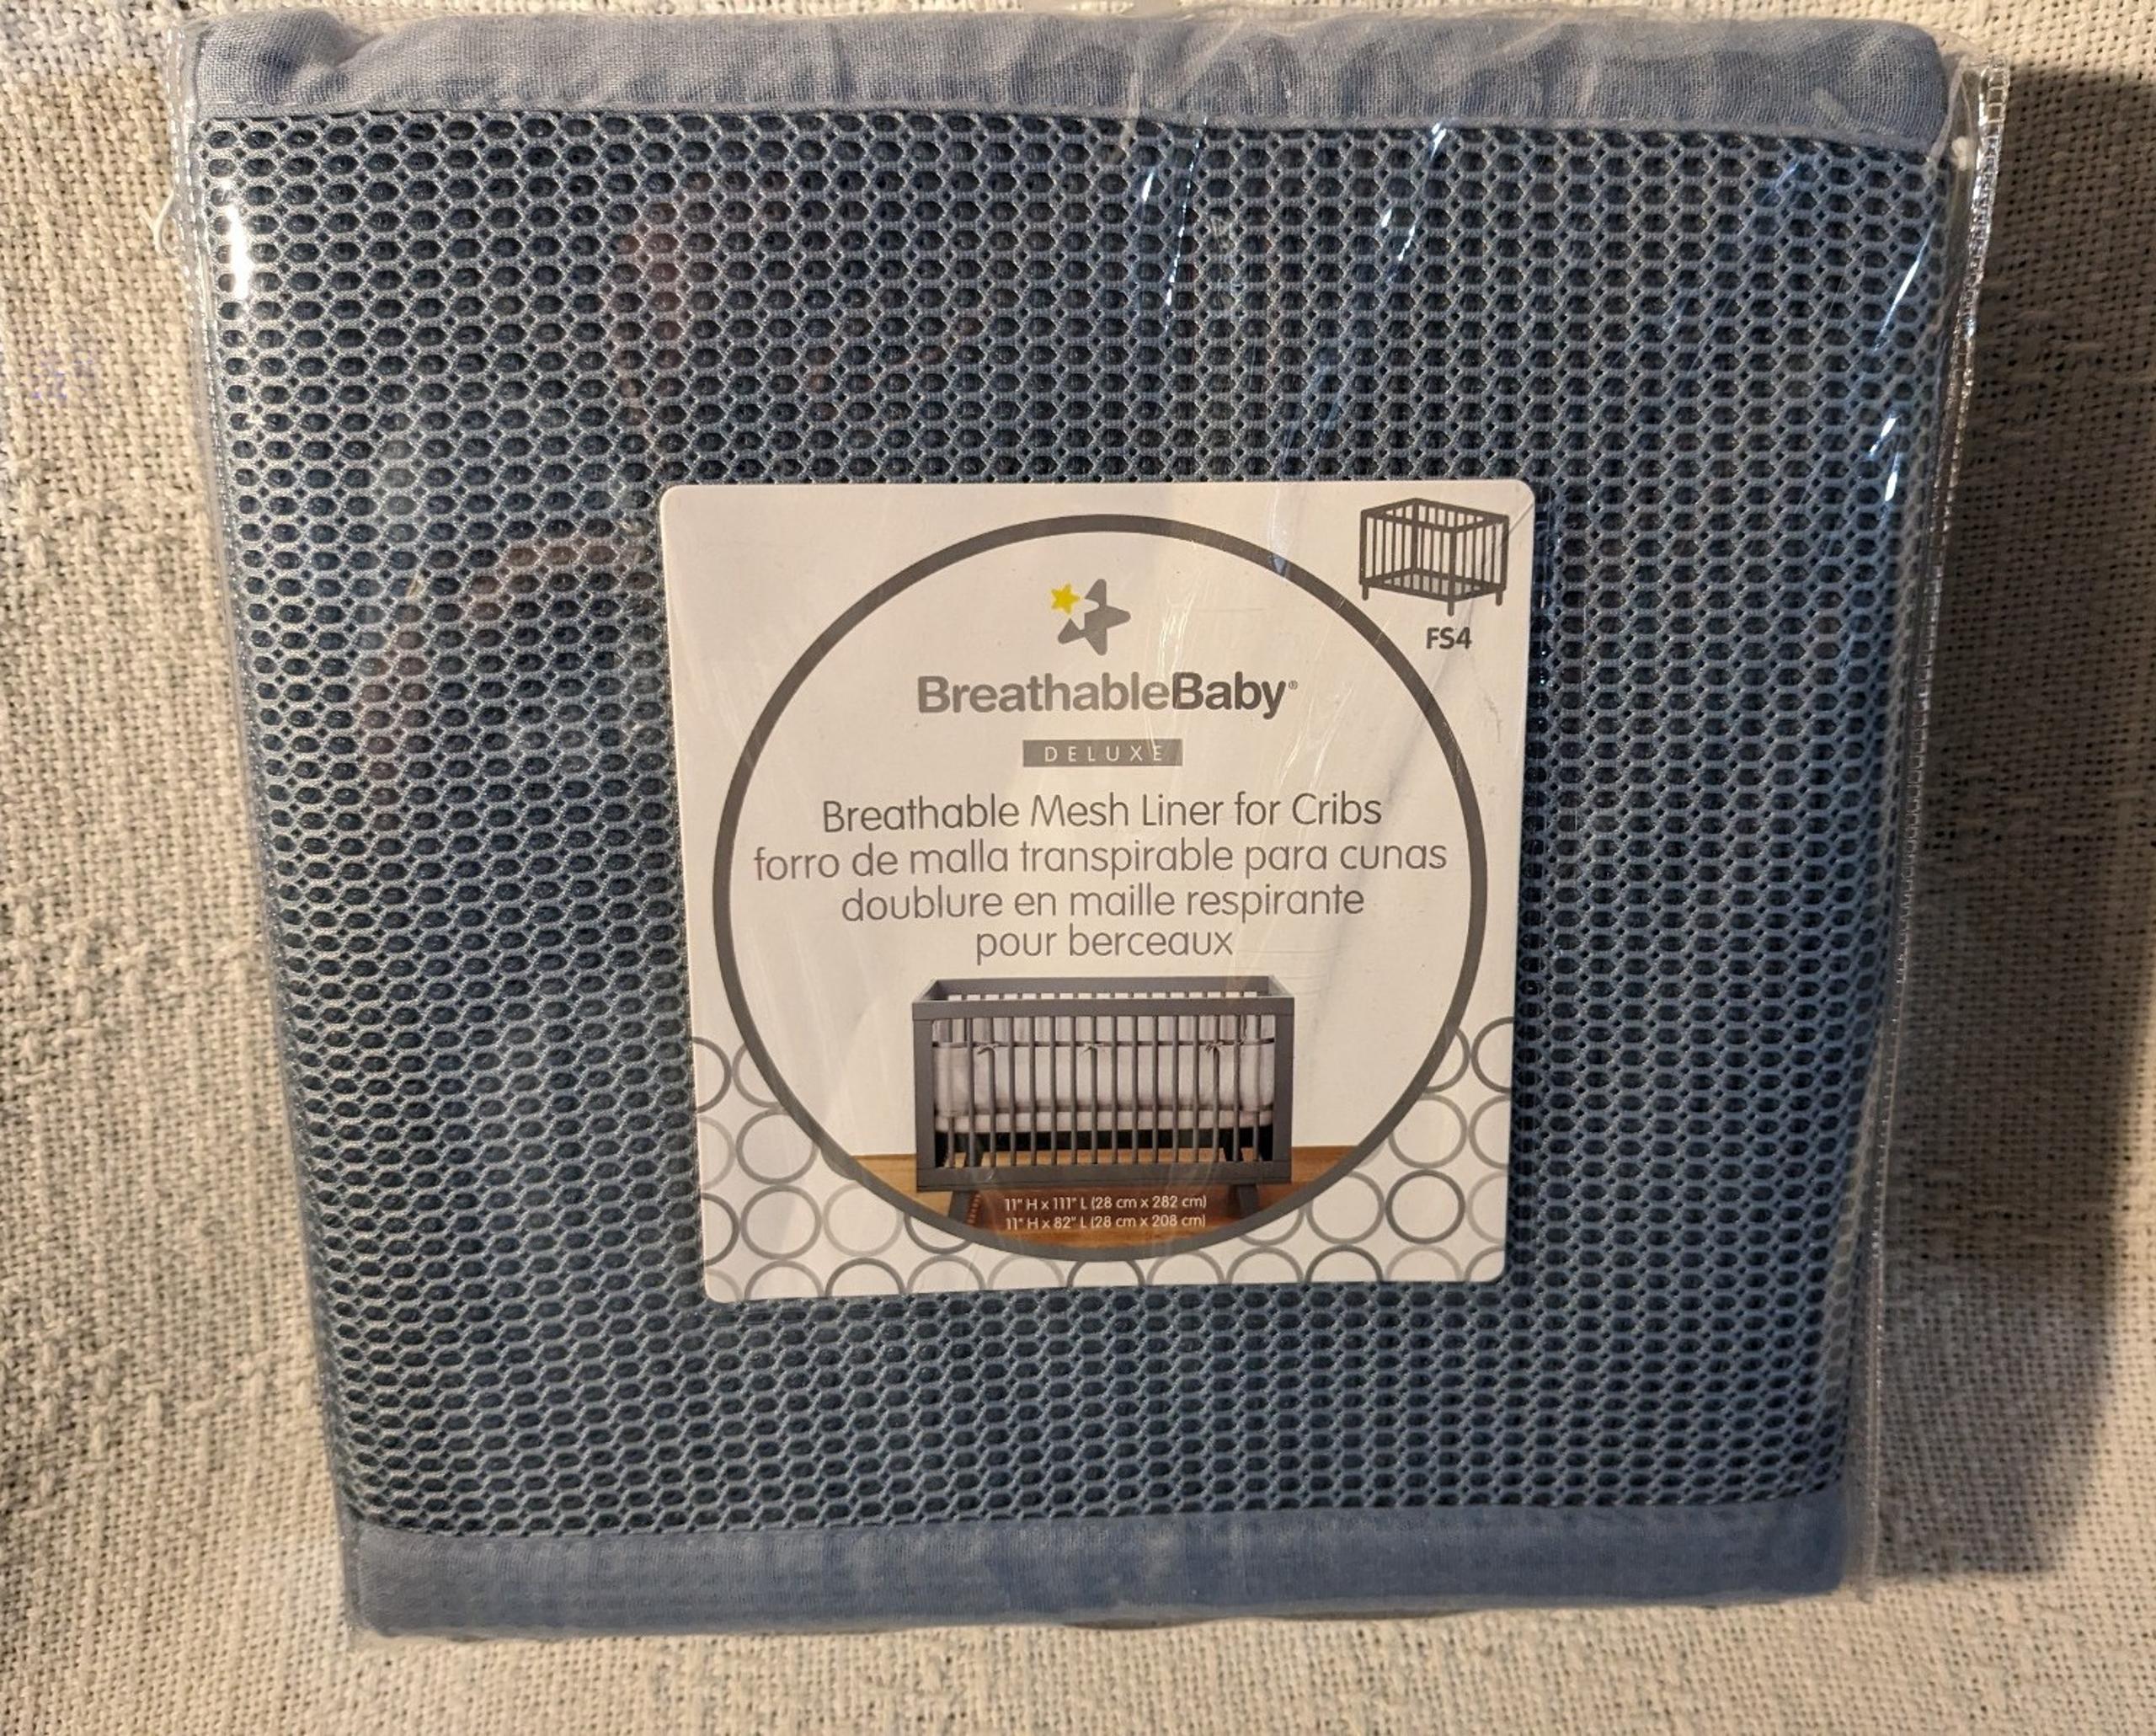 FS4
BreathableBaby®
DELUXE
Breathable Mesh Liner for Cribs
forro de malla transpirable para cunas
doublure en maille respirante
pour berceaux
11" H x 111" L (28 cm x 282 cm)
11" H x 82" L (28 cm x 208 cm)